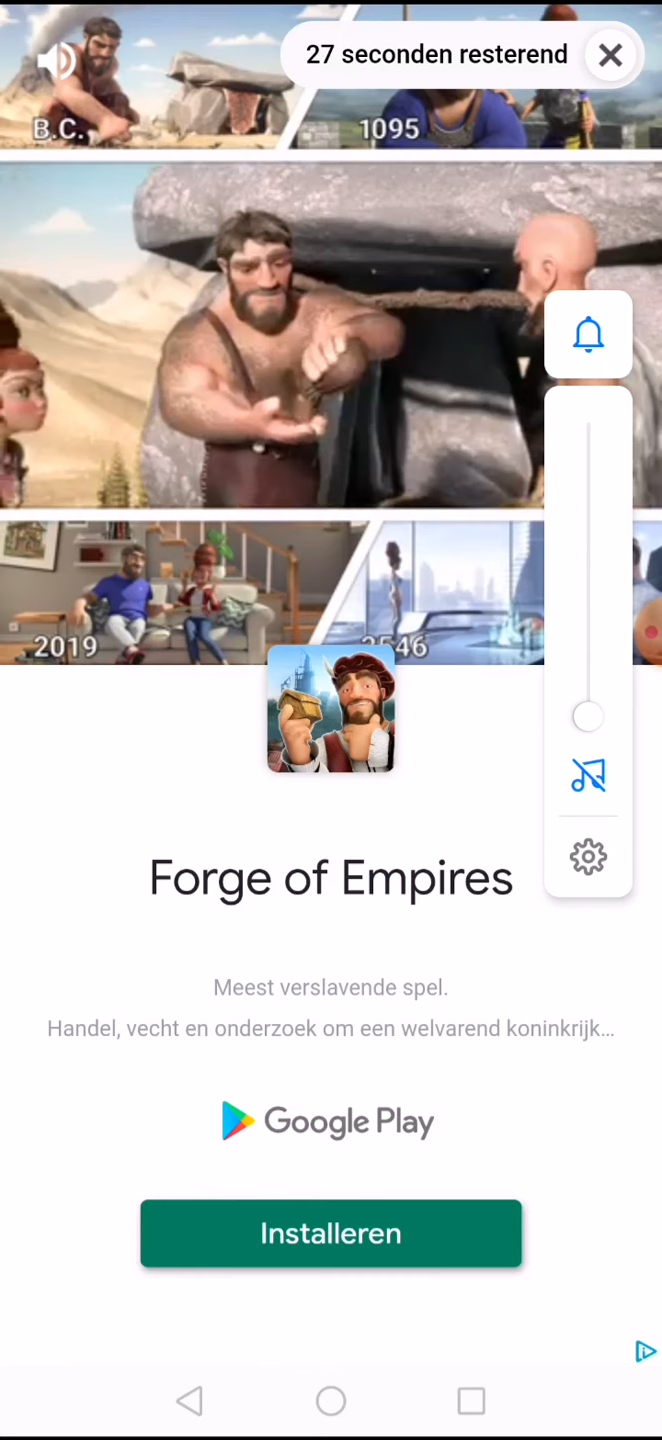 27 seconden resterend
B.C.
1095
2019
2546
Forge of Empires
Meest verslavende spel.
Handel, vecht en onderzoek om een welvarend koninkrijk...
Google Play
Installeren